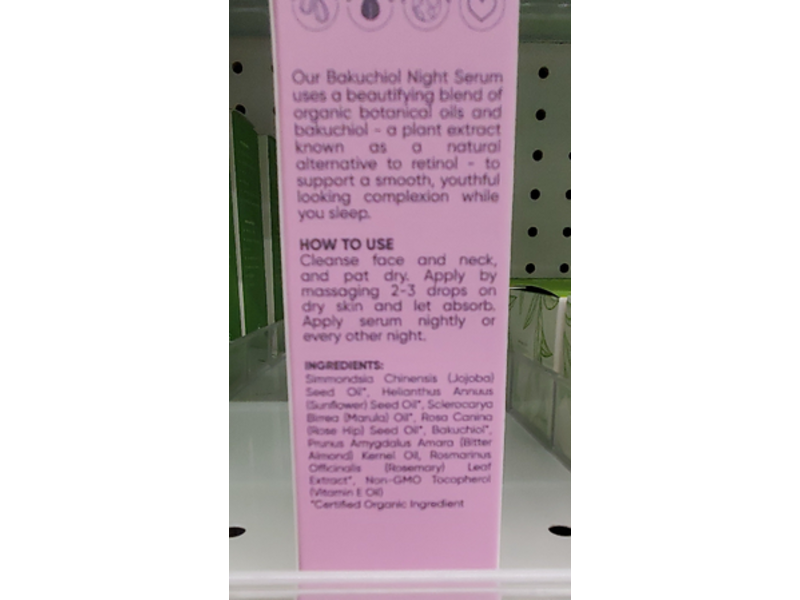 Our Bakuchiol Night Serum
uses a beautifying blend of
organic botanical oils and
bakuchiol - a plant extract
known as a natural
alternative to retinol - to
support a smooth, youthful
looking complexion while
you sleep.
HOW TO USE
Cleanse face and neck,
and pat dry. Apply by
massaging 2-3 drops on
dry skin and let absorb.
Apply serum nightly or
every other night.
INGREDIENTS:
Simmondsia Chinensis (Jojoba)
Seed Oil*, Helianthus Annuus
(Sunflower) Seed Oil*, Sclerocarya
Birrea (Marula) Oil*, Rosa Canina
(Rose Hip) Seed Oil*, Bakuchiol*,
Prunus Amygdalus Amara (Bitter
Almond) Kernel Oil, Rosmarinus
Officinalis (Rosemary) Leaf
Extract*, Non-GMO Tocopherol
(Vitamin E Oil)
*Certified Organic Ingredient